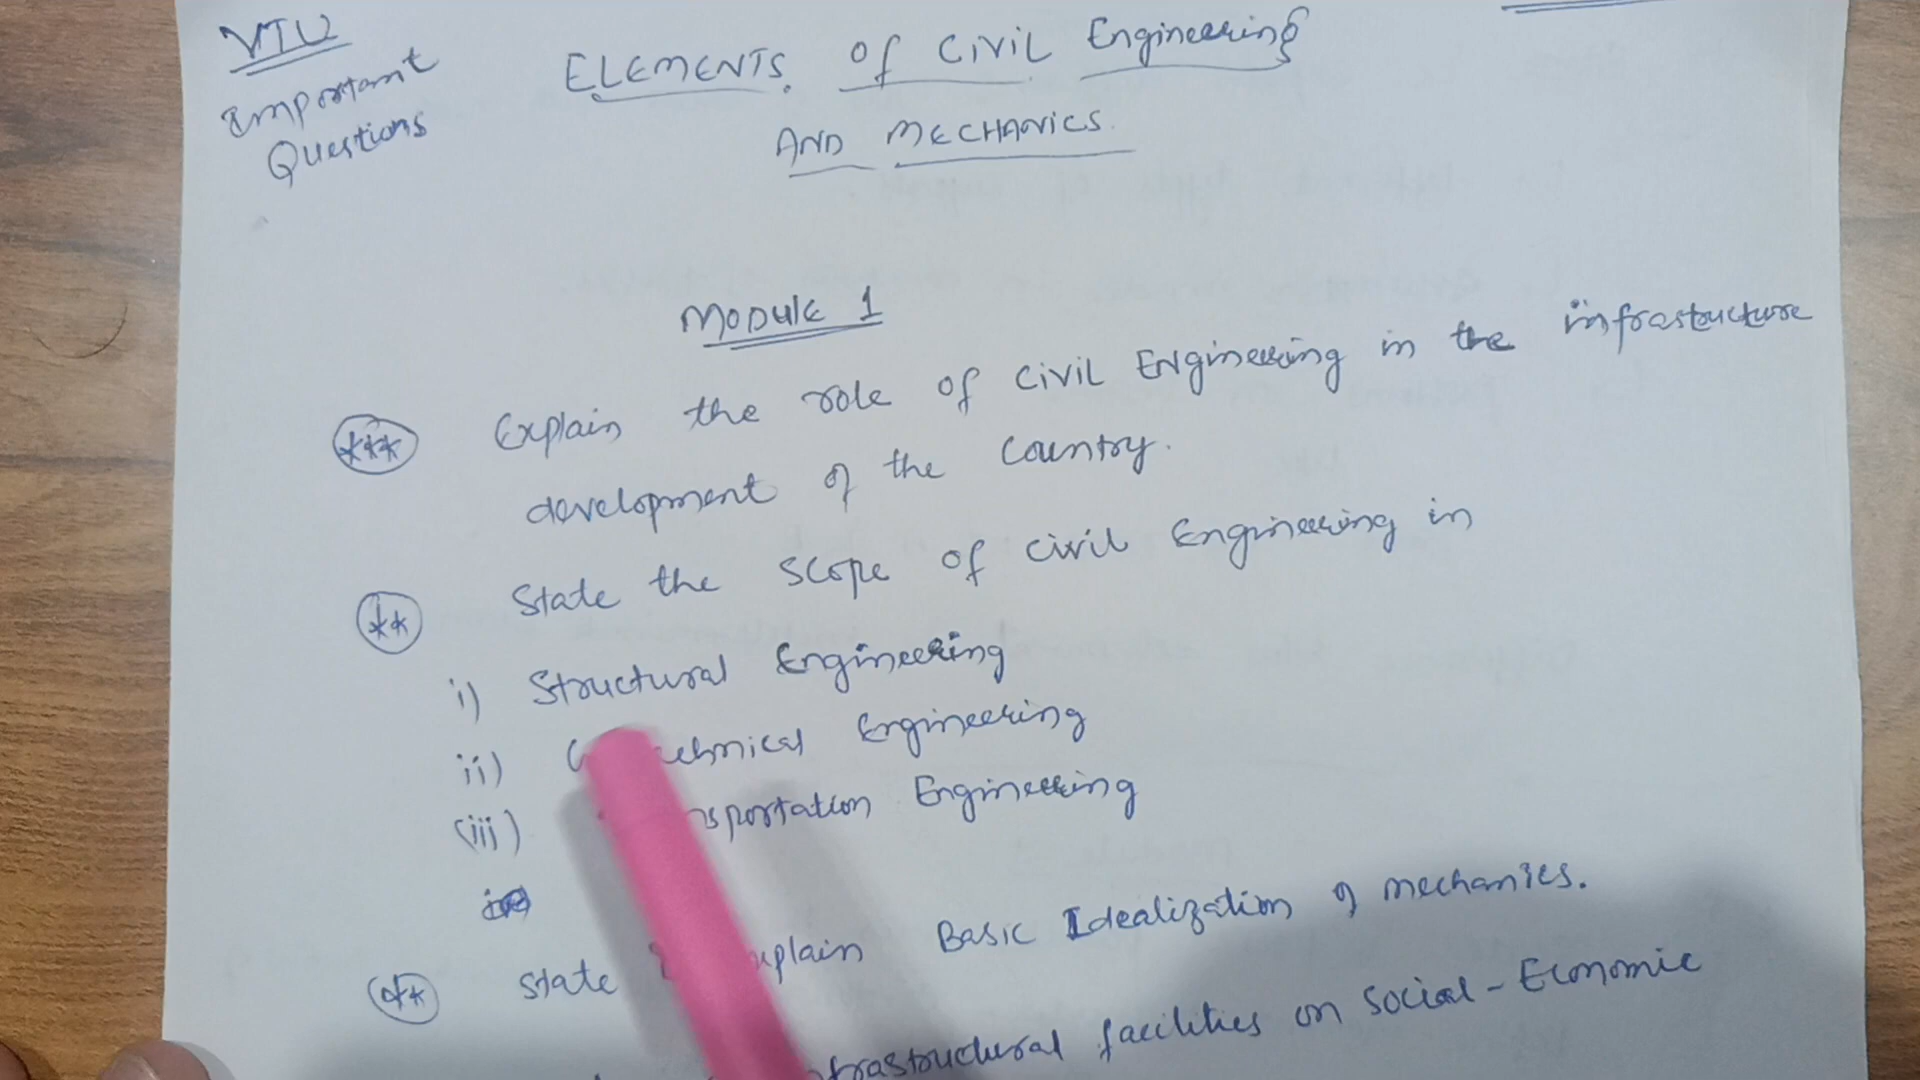 VTU
Important
Questions
ELEMENTS of Civil Engineering
AND MECHANICS.
Module 1
*** Explain the role of Civil Engineering in the infrastucture
development of the Country.
** State the scope of civil Engineering in
i) Structural Engineering
ii) Engineering
(iii) Engineering
** State Basic Idealization of mechanics.
facilities on Social - Economic